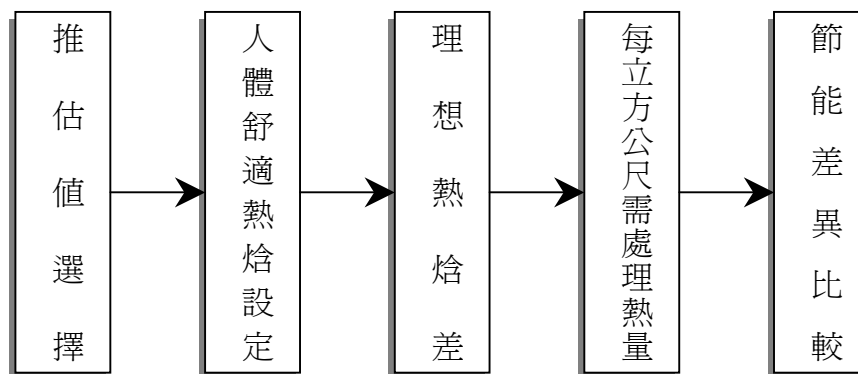 推估值選擇
人體舒適熱焓設定
理想熱焓差
每立方公尺需處理熱量
節能差異比較